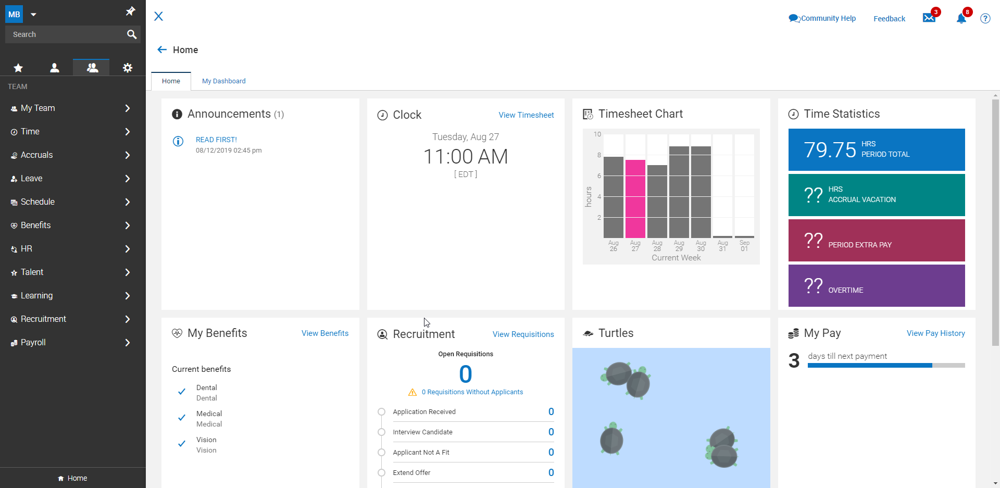 MB
Search
TEAM
My Team
Time
Accruals
Leave
Schedule
Benefits
HR
Talent
Learning
Recruitment
Payroll
Home
Community Help
Feedback
3
8
?
Home
Home
My Dashboard
Announcements (1)
READ FIRST!
08/12/2019 02:45 pm
Clock
View Timesheet
Tuesday, Aug 27
11:00 AM
[ EDT ]
Timesheet Chart
10
8
6
4
2
hours
Aug 26
Aug 27
Aug 28
Aug 29
Aug 30
Aug 31
Sep 01
Current Week
Time Statistics
79.75 HRS
PERIOD TOTAL
?? HRS
ACCRUAL VACATION
?? PERIOD EXTRA PAY
?? OVERTIME
My Benefits
View Benefits
Current benefits
Dental
Dental
Medical
Medical
Vision
Vision
Recruitment
View Requisitions
Open Requisitions
0
0 Requisitions Without Applicants
Application Received 0
Interview Candidate 0
Applicant Not A Fit 0
Extend Offer 0
Turtles
My Pay
View Pay History
3 days till next payment